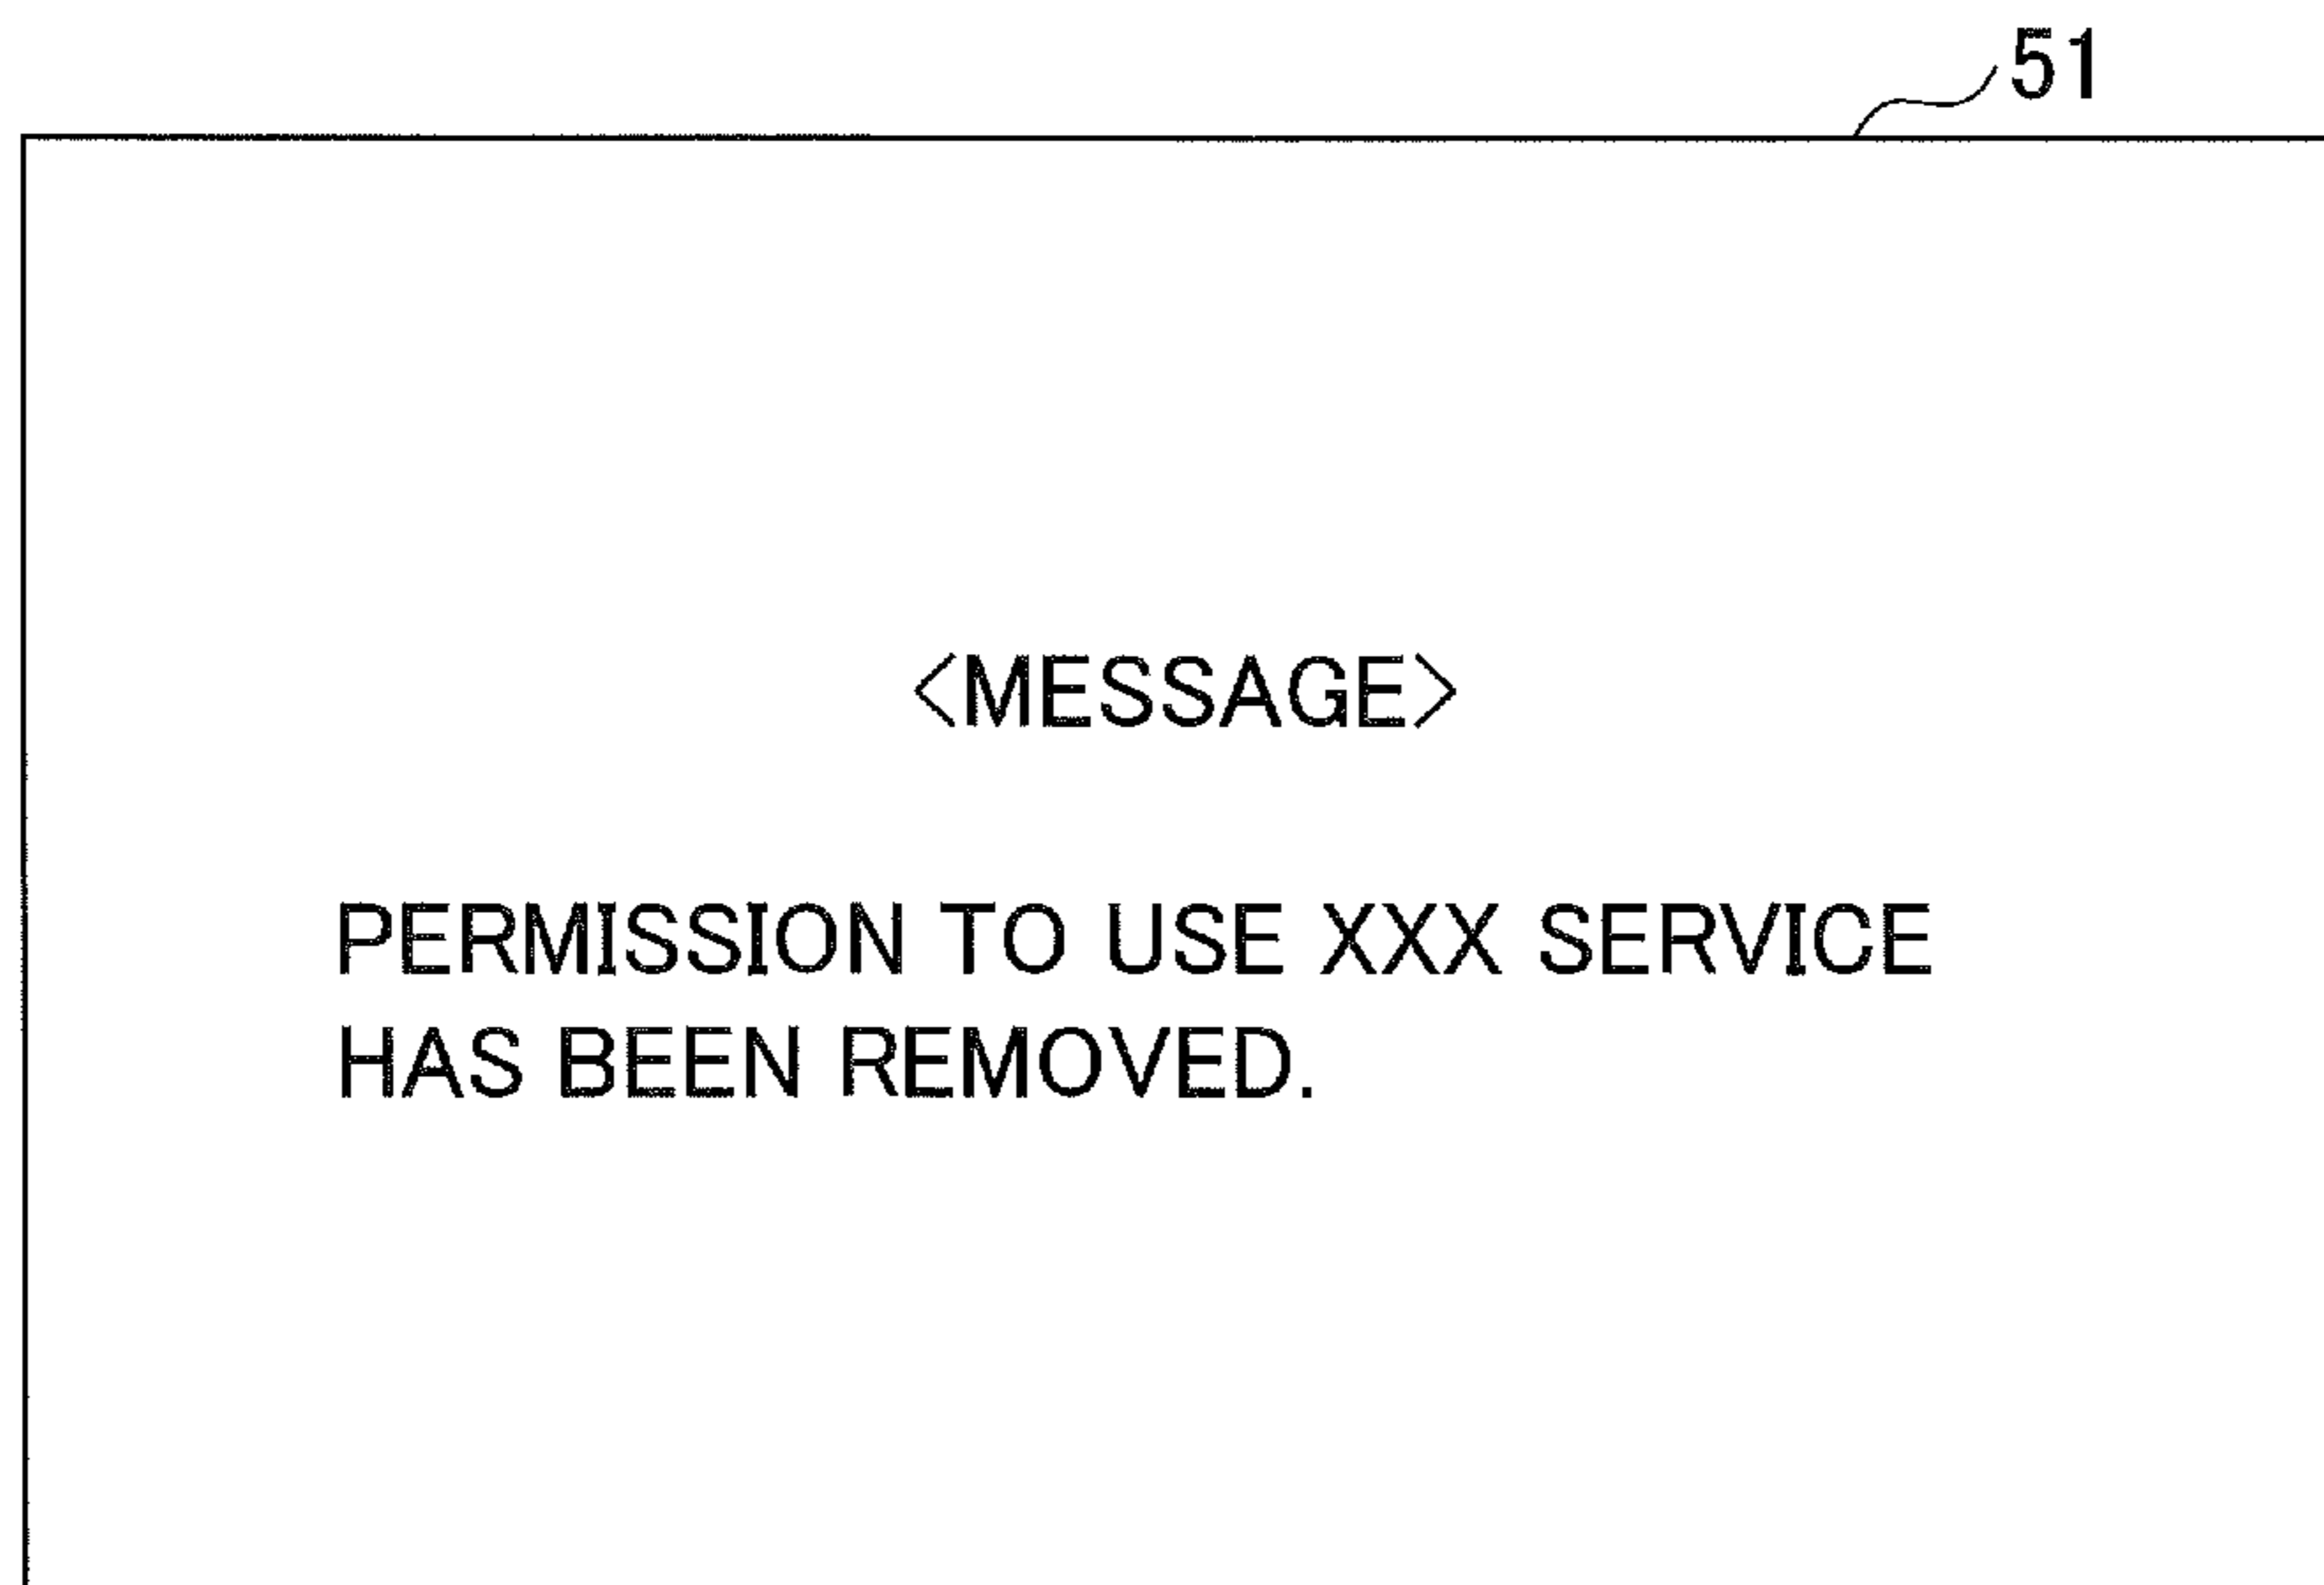 51
<MESSAGE>
PERMISSION TO USE XXX SERVICE
HAS BEEN REMOVED.